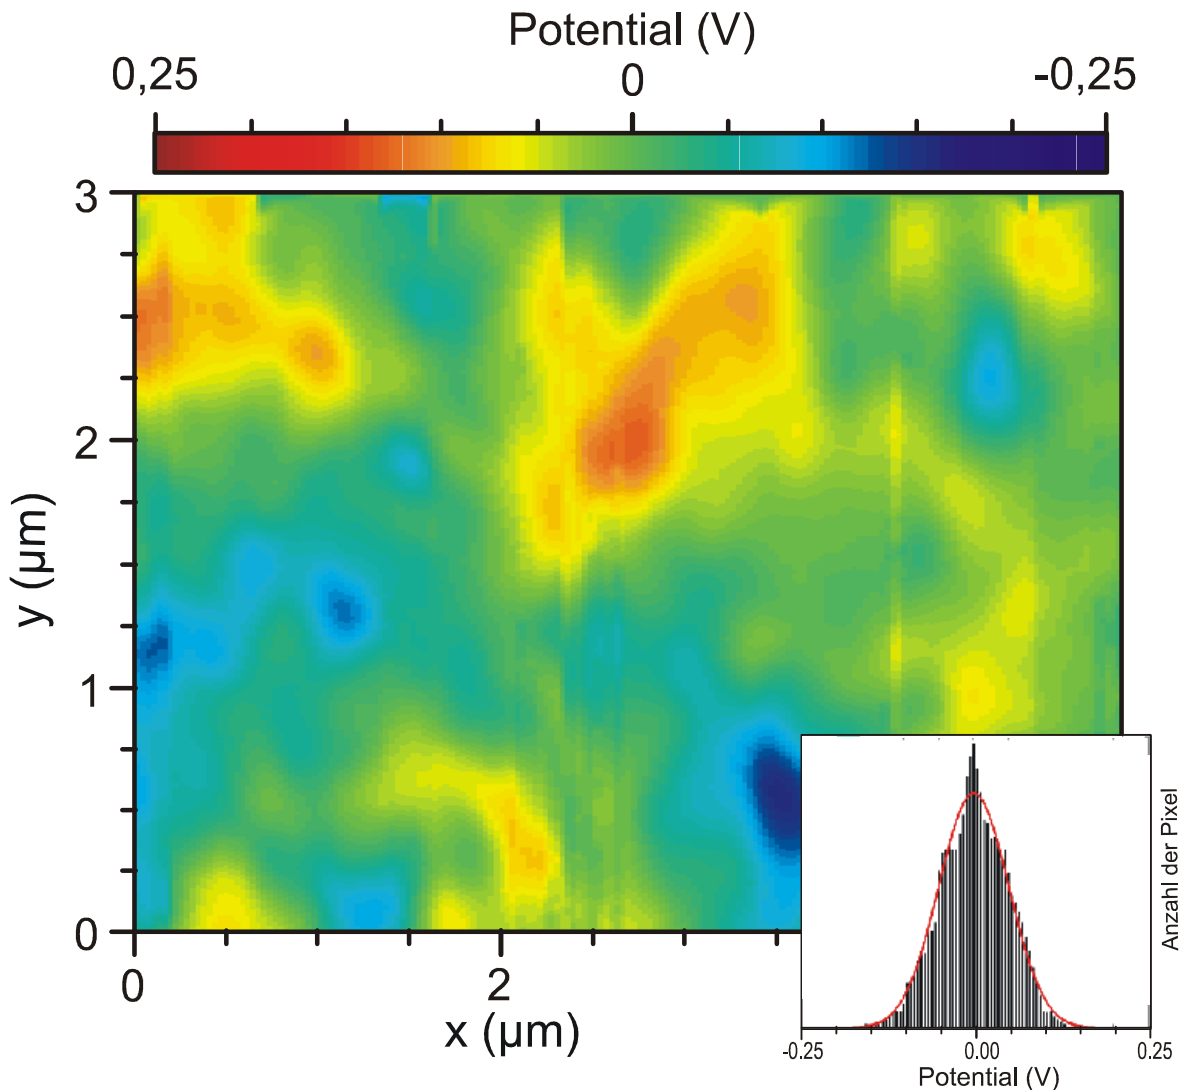 Potential (V)
0,25 0 -0,25
3
2
1
0
y (µm)
0 2
x (µm)
Anzahl der Pixel
-0.25 0.00 0.25
Potential (V)